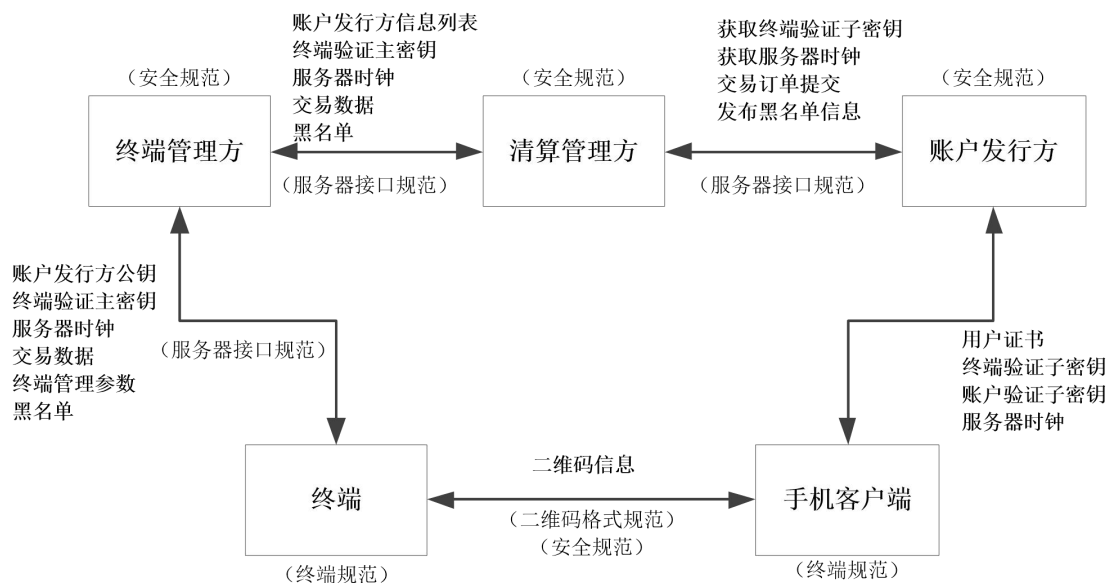 账户发行方信息列表
终端验证主密钥
服务器时钟
交易数据
黑名单
获取终端验证子密钥
获取服务器时钟
交易订单提交
发布黑名单信息
（安全规范）
（安全规范）
（安全规范）
终端管理方
清算管理方
账户发行方
（服务器接口规范）
（服务器接口规范）
账户发行方公钥
终端验证主密钥
服务器时钟
交易数据
终端管理参数
黑名单
（服务器接口规范）
用户证书
终端验证子密钥
账户验证子密钥
服务器时钟
终端
二维码信息
（二维码格式规范）
（安全规范）
手机客户端
（终端规范）
（终端规范）